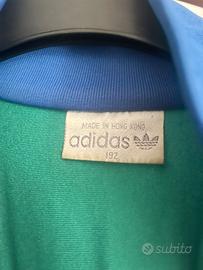 MADE IN HONG KONG
adidas
192
subito